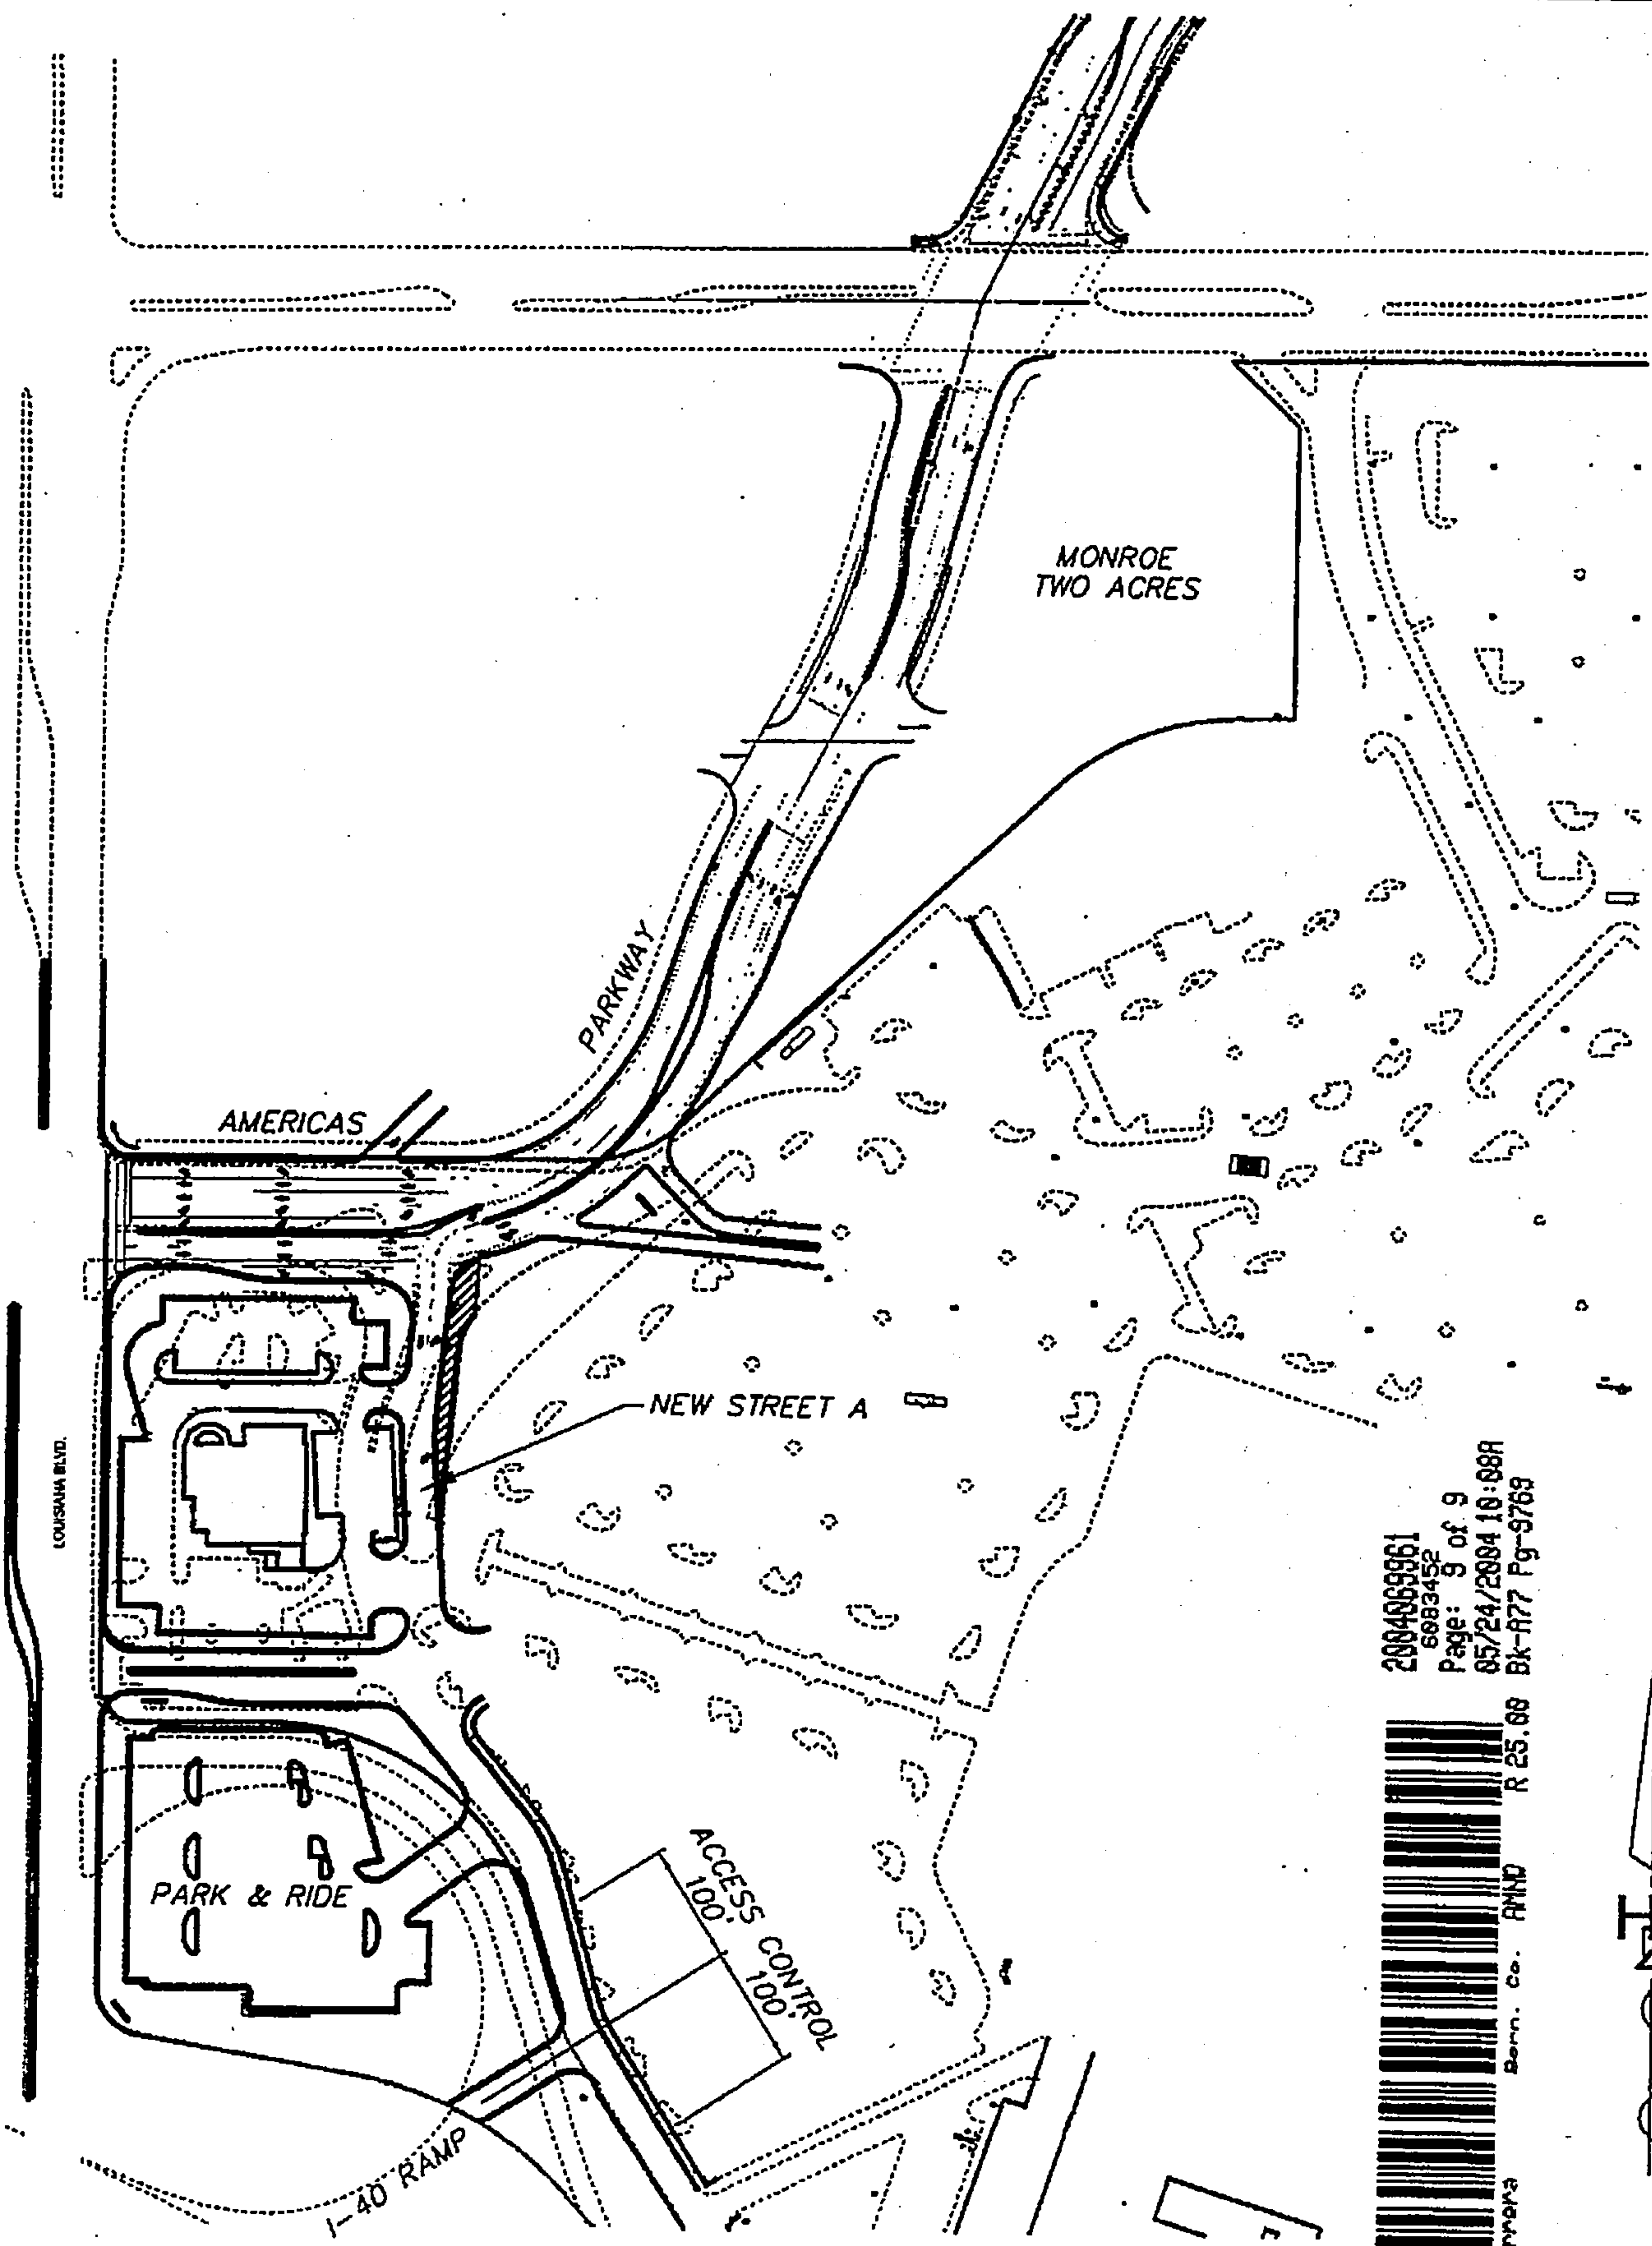 MONROE
TWO ACRES
PARKWAY
AMERICAS
NEW STREET A
LOUISIANA BLVD.
PARK & RIDE
ACCESS CONTROL
100' 100'
I-40 RAMP
2004069961
6083452
Page: 9 of 9
05/24/2004 10:08A
R 25.00 Bk-A77 Pg-9769
Bern. Co. AMND